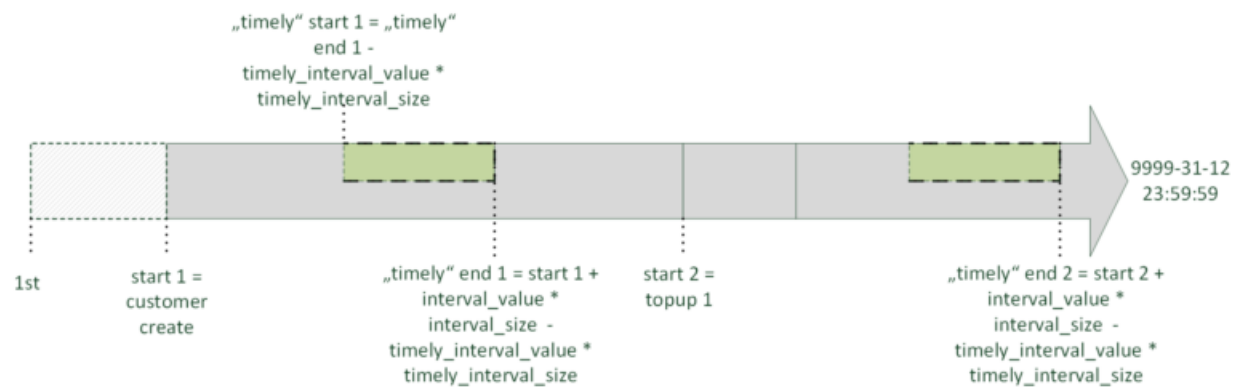 „timely“ start 1 = „timely“
end 1 -
timely_interval_value *
timely_interval_size
9999-31-12
23:59:59
1st
start 1 =
customer
create
„timely“ end 1 = start 1 +
interval_value *
interval_size -
timely_interval_value *
timely_interval_size
start 2 =
topup 1
„timely“ end 2 = start 2 +
interval_value *
interval_size -
timely_interval_value *
timely_interval_size